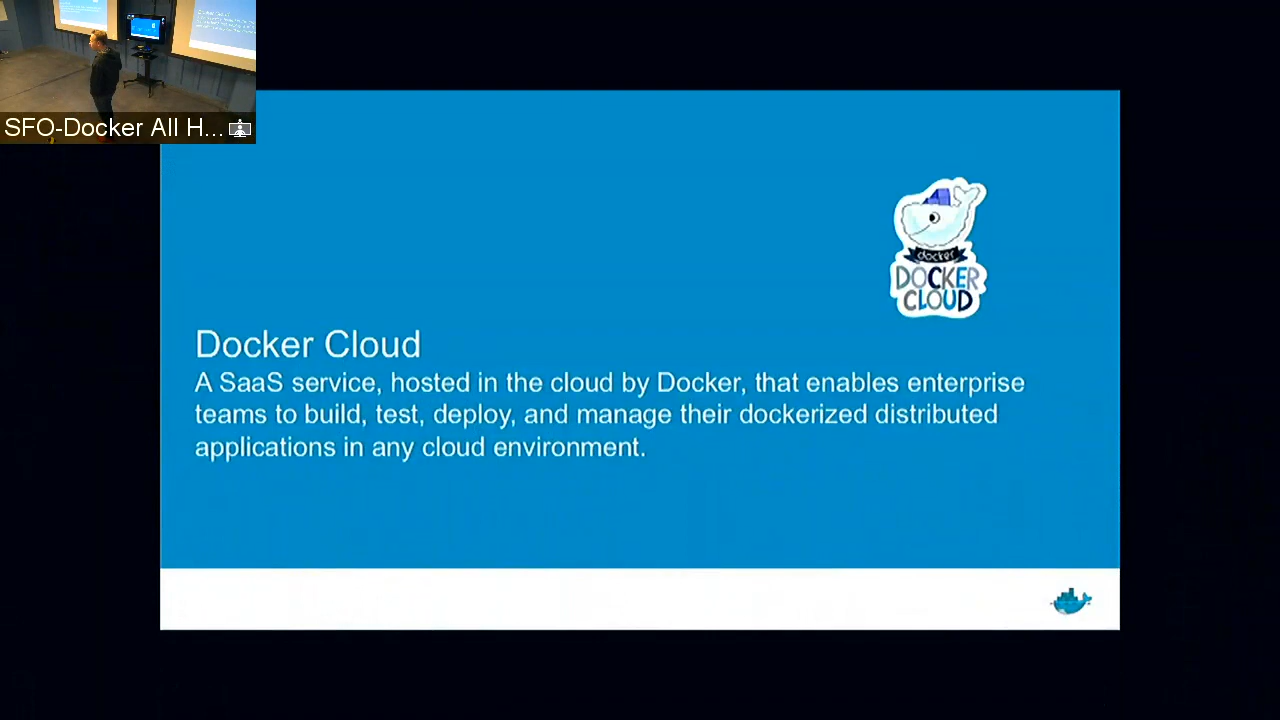 SFO-Docker All H...
docker
DOCKER
CLOUD
Docker Cloud
A SaaS service, hosted in the cloud by Docker, that enables enterprise
teams to build, test, deploy, and manage their dockerized distributed
applications in any cloud environment.